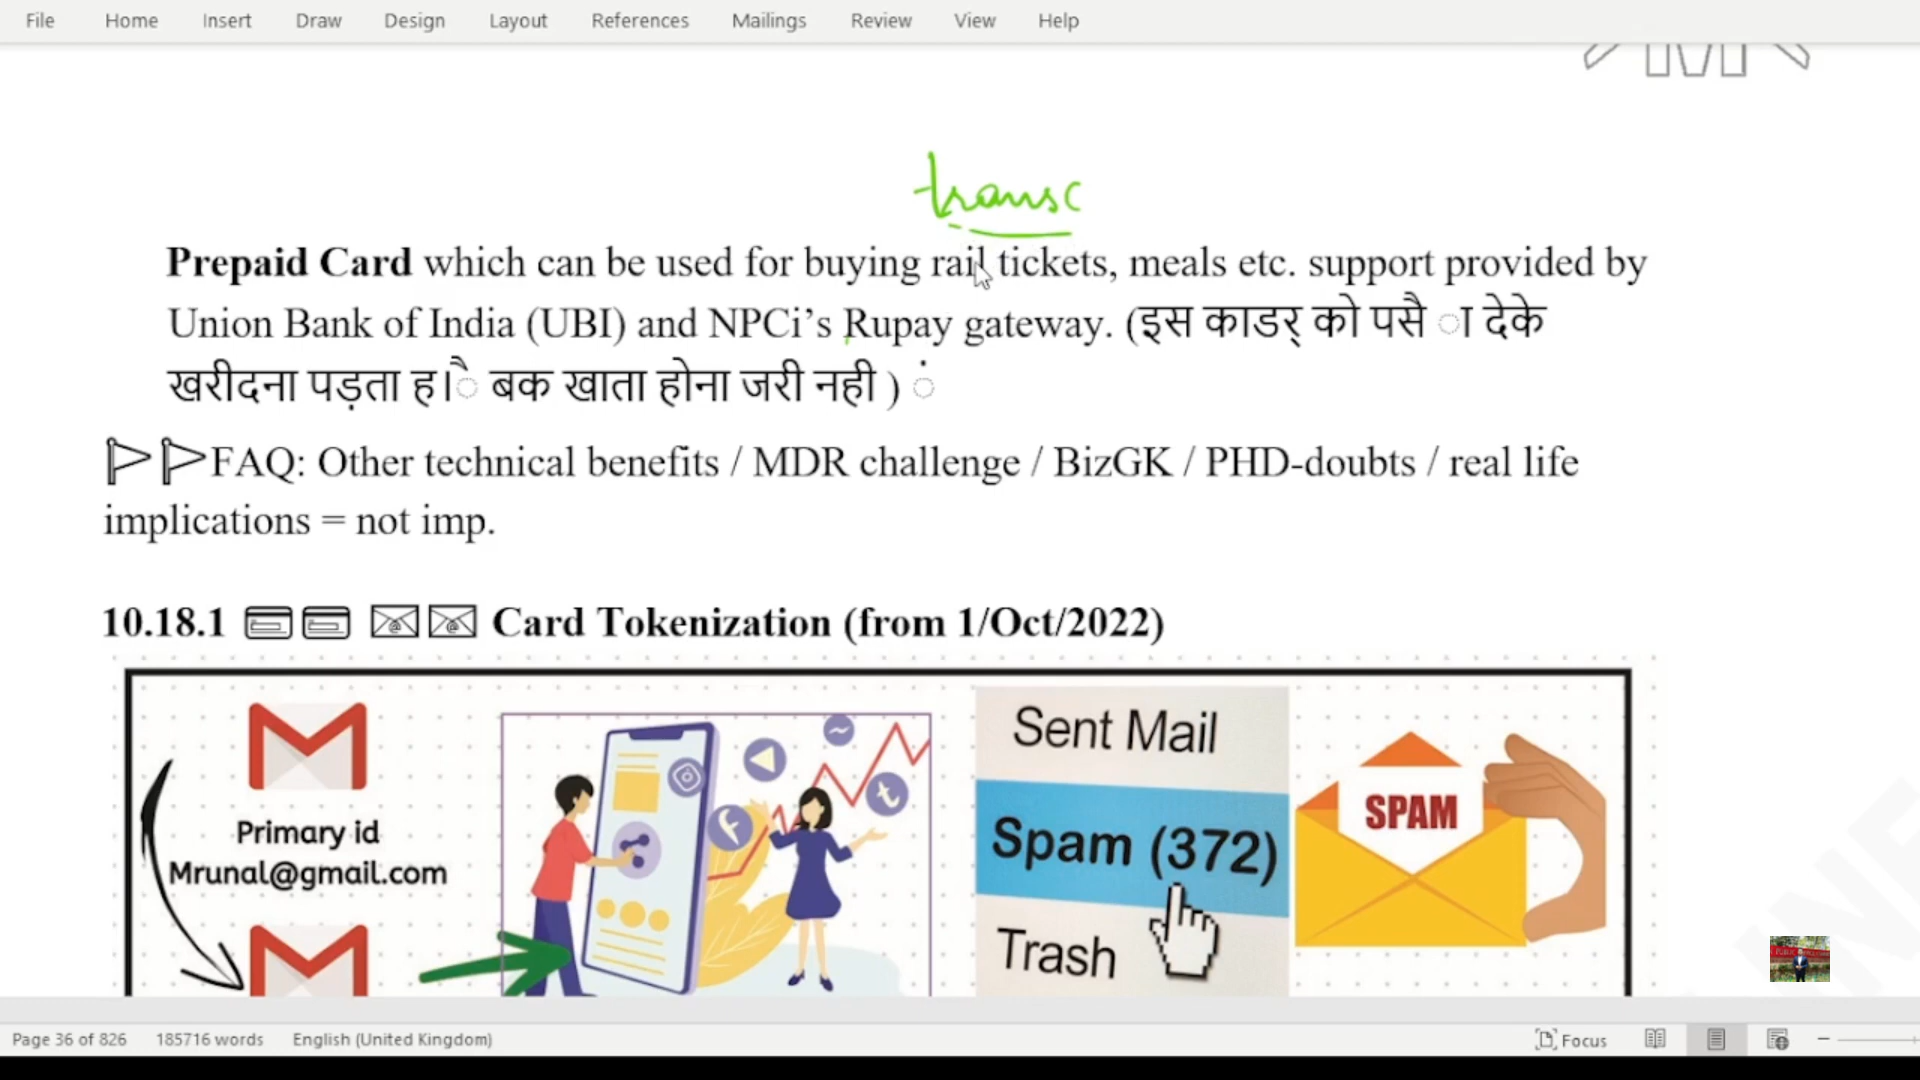 File Home Insert Draw Design Layout References Mailings Review View Help
transc
Prepaid Card which can be used for buying rail tickets, meals etc. support provided by
Union Bank of India (UBI) and NPCi’s Rupay gateway. (इस काडर् को पसै ा देके
खरीदना पड़ता ह।ै बक खाता होना जरी नही ) ं
FAQ: Other technical benefits / MDR challenge / BizGK / PHD-doubts / real life
implications = not imp.
10.18.1 Card Tokenization (from 1/Oct/2022)
Sent Mail
Spam (372)
Trash
SPAM
Primary id
Mrunal@gmail.com
Page 36 of 826 185716 words English (United Kingdom) Focus